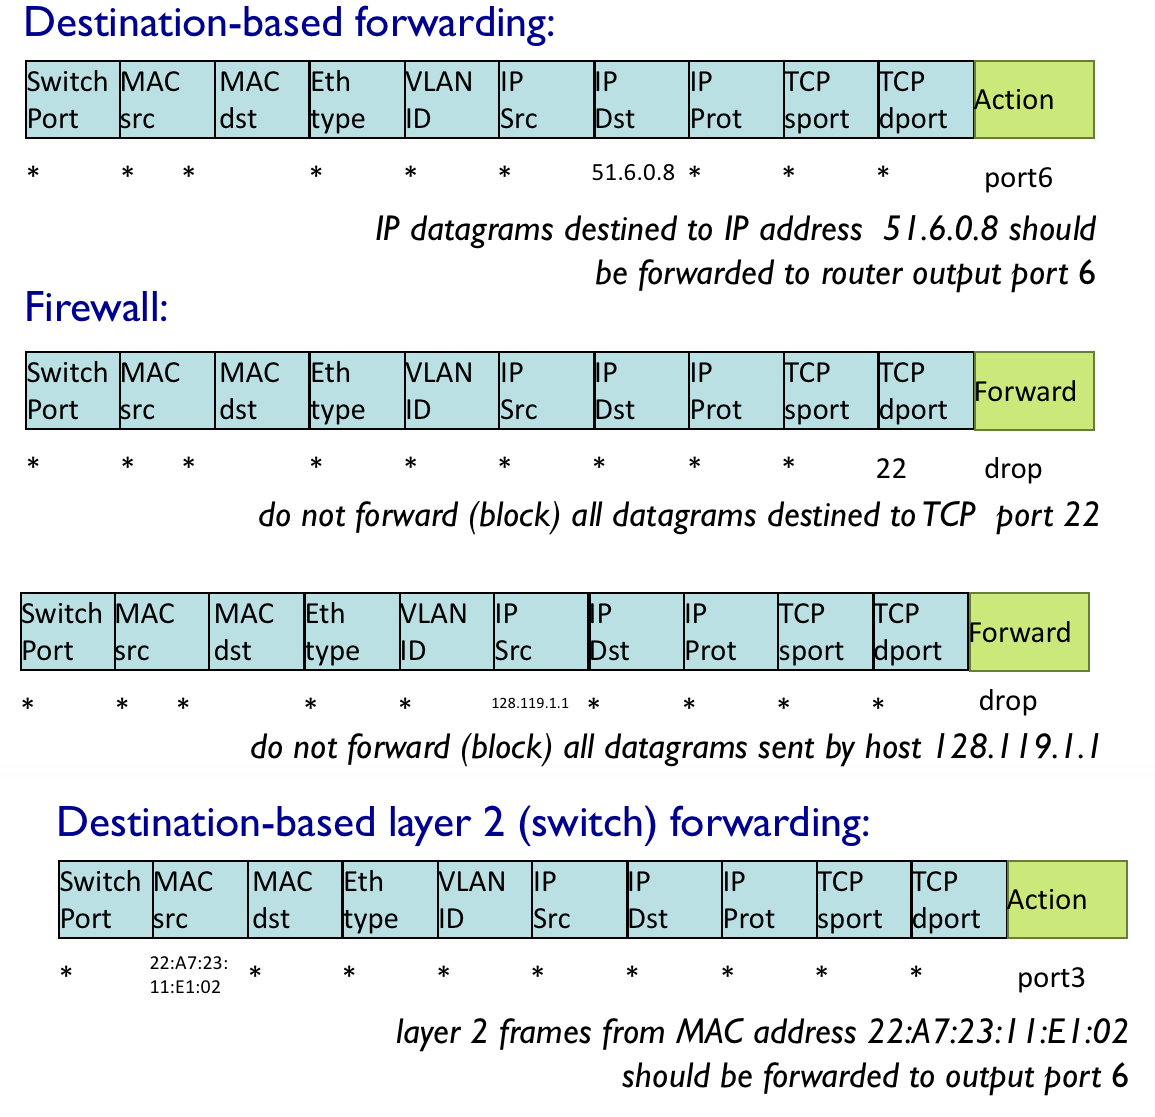 Destination-based forwarding:
Switch Port MAC src MAC dst Eth type VLAN ID IP Src IP Dst IP Prot TCP sport TCP dport Action
* * * * * * 51.6.0.8 * * * port6
IP datagrams destined to IP address 51.6.0.8 should
be forwarded to router output port 6
Firewall:
Switch Port MAC src MAC dst Eth type VLAN ID IP Src IP Dst IP Prot TCP sport TCP dport Forward
* * * * * * * * * 22 drop
do not forward (block) all datagrams destined to TCP port 22
Switch Port MAC src MAC dst Eth type VLAN ID IP Src IP Dst IP Prot TCP sport TCP dport Forward
* * * * * 128.119.1.1 * * * * drop
do not forward (block) all datagrams sent by host 128.119.1.1
Destination-based layer 2 (switch) forwarding:
Switch Port MAC src MAC dst Eth type VLAN ID IP Src IP Dst IP Prot TCP sport TCP dport Action
* 22:A7:23: 11:E1:02 * * * * * * * * port3
layer 2 frames from MAC address 22:A7:23:11:E1:02
should be forwarded to output port 6